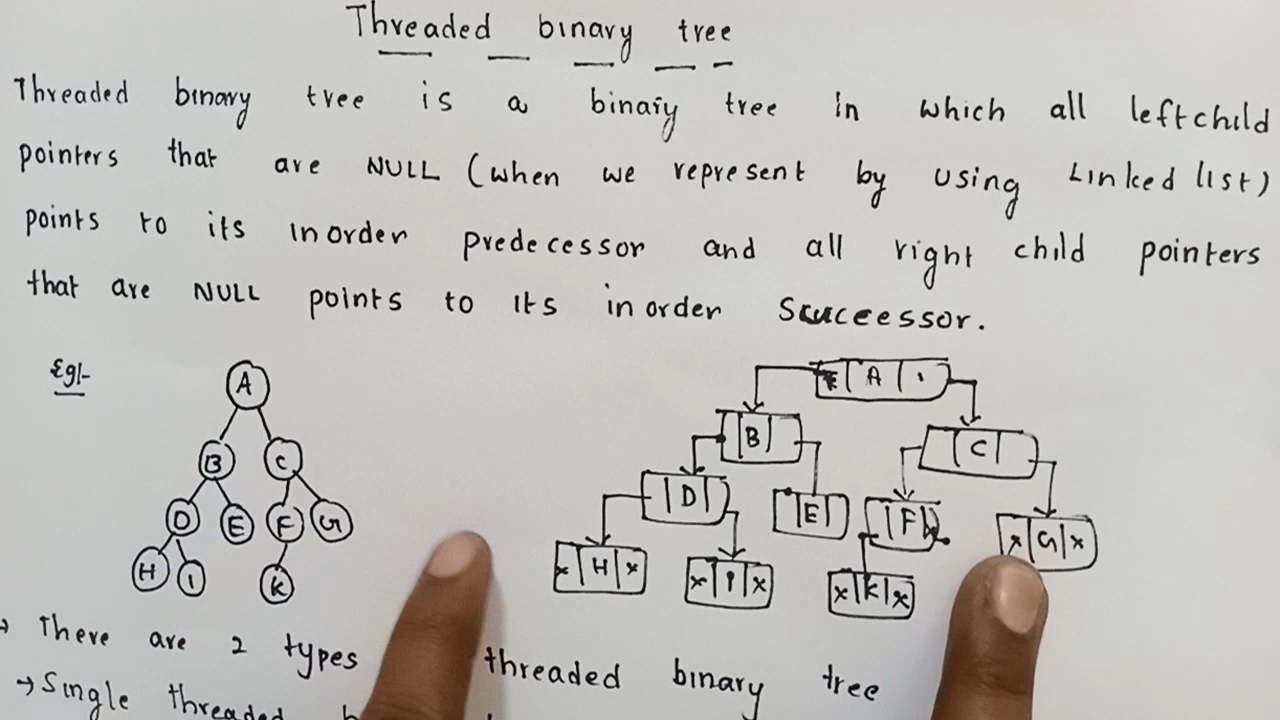 Threaded binary tree
Threaded binary tree is a binary tree in which all leftchild
pointers that are NULL (when we represent by using Linked list)
points to its inorder predecessor and all right child pointers
that are NULL points to its inorder Succeessor.
Eg:-
A
B C
D E F G
H I K
A
B C
D E F
x G x
x H x x I x x K x
→ There are 2 types threaded binary tree
→ Single threaded